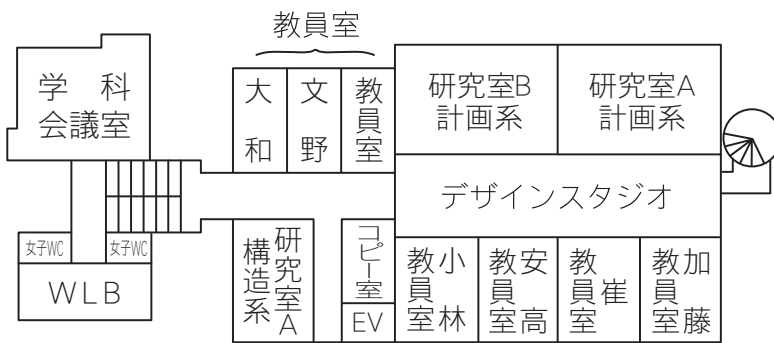 教員室
学 科
会議室
大和
文野
教員室
研究室B
計画系
研究室A
計画系
デザインスタジオ
女子WC
女子WC
WLB
研究室A
構造系
コピー室
EV
小林
教員室
安高
教員室
崔
教員室
加藤
教員室